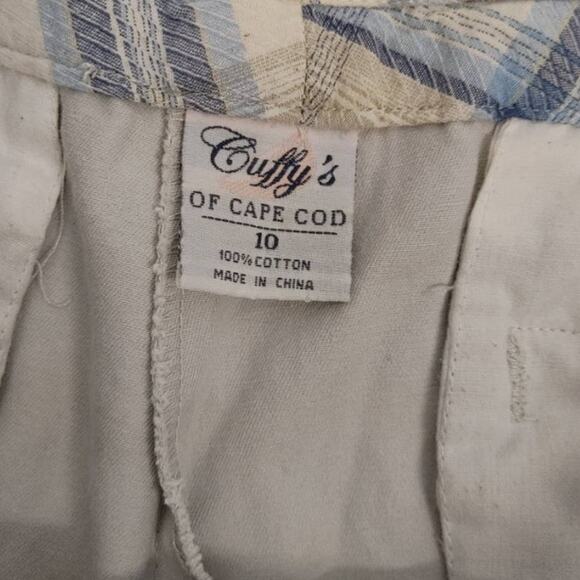 Cuffy's
OF CAPE COD
10
100% COTTON
MADE IN CHINA